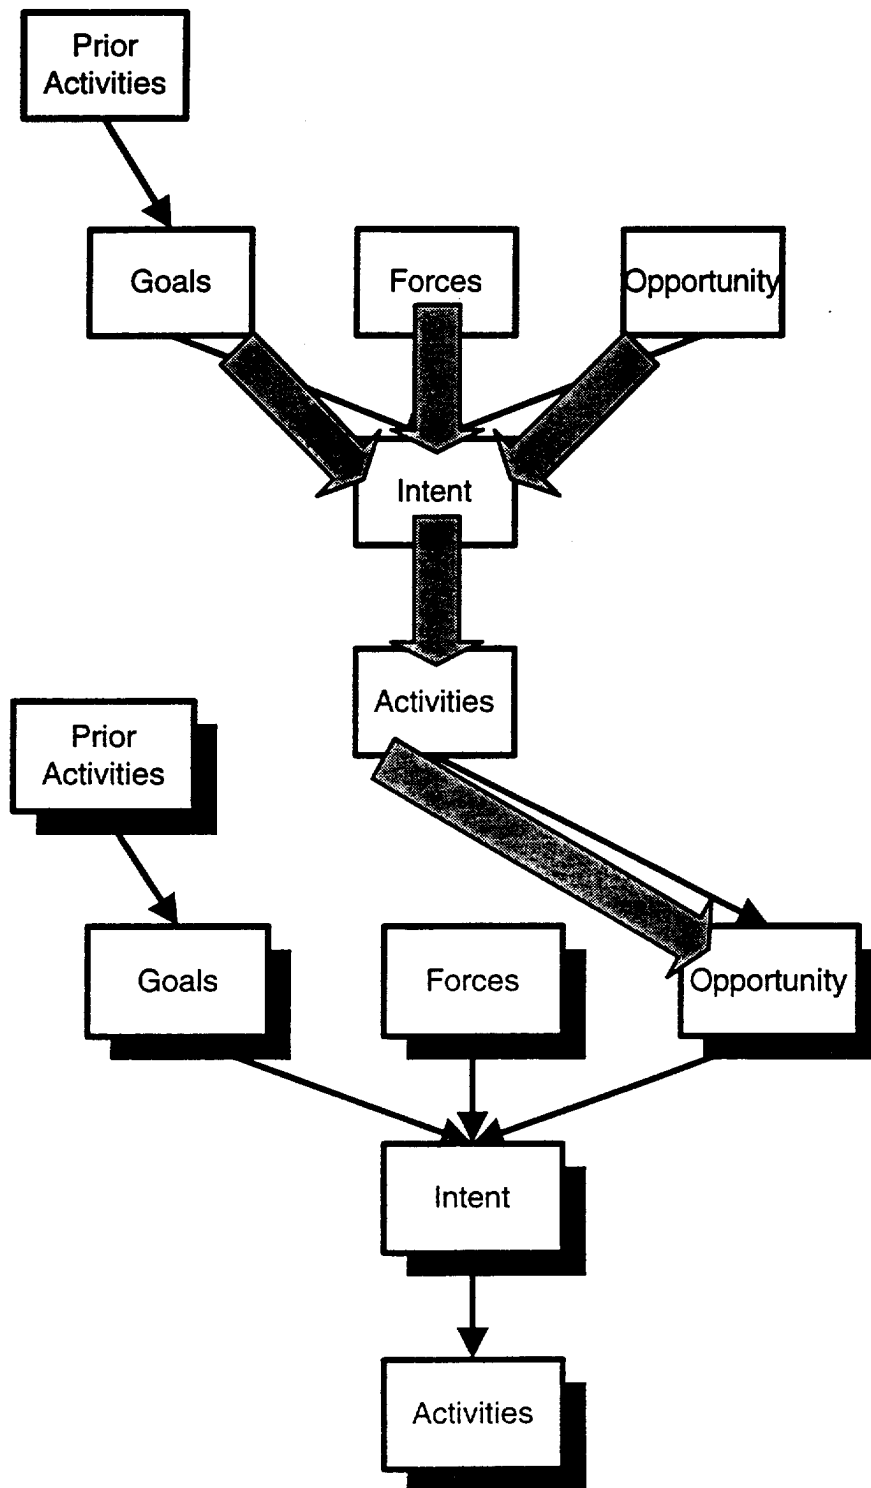 Prior
Activities
Goals
Forces
Opportunity
Intent
Activities
Prior
Activities
Goals
Forces
Opportunity
Intent
Activities